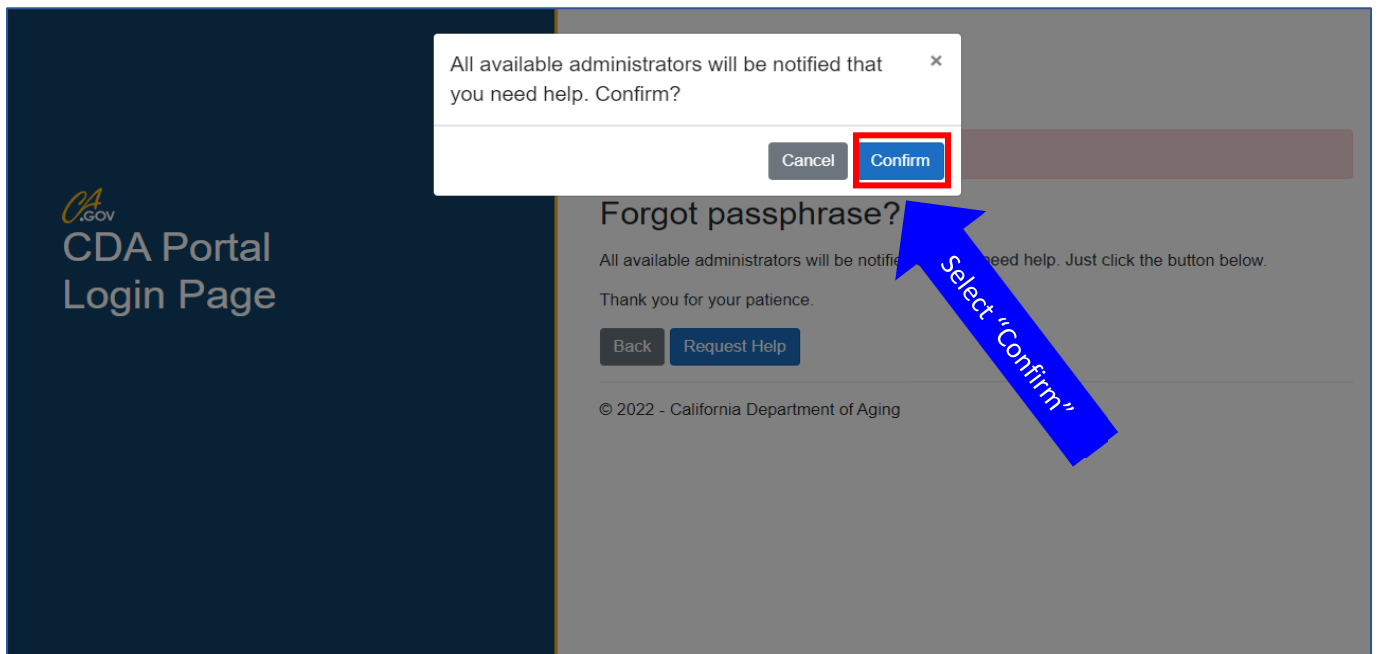 All available administrators will be notified that ×
you need help. Confirm?
Cancel Confirm
CA
.GOV
CDA Portal
Login Page
Forgot passphrase?
All available administrators will be notifie need help. Just click the button below.
Thank you for your patience.
Back Request Help
© 2022 - California Department of Aging
Select “Confirm”